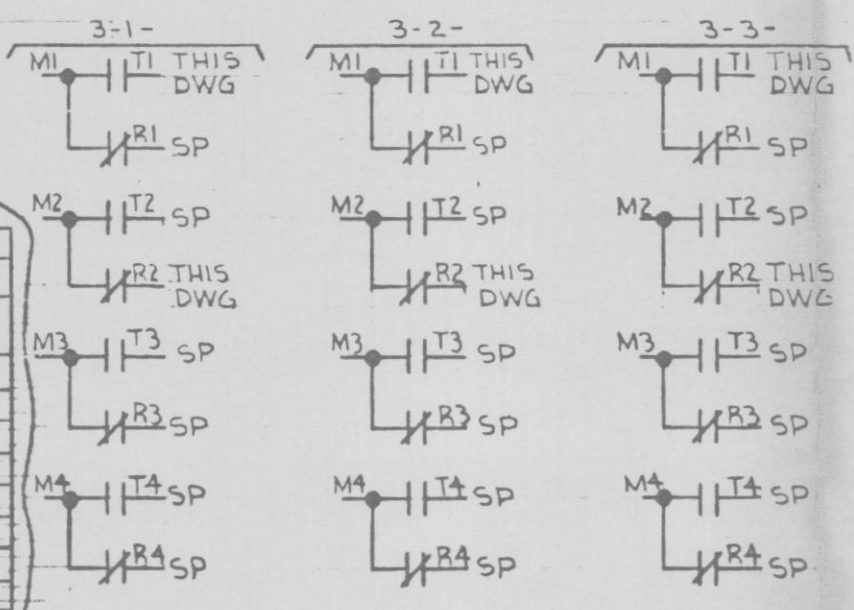 3-1-
M1 T1 THIS
DWG
R1 SP
M2 T2 SP
R2 THIS
DWG
M3 T3 SP
R3 SP
M4 T4 SP
R4 SP
3-2-
M1 T1 THIS
DWG
R1 SP
M2 T2 SP
R2 THIS
DWG
M3 T3 SP
R3 SP
M4 T4 SP
R4 SP
3-3-
M1 T1 THIS
DWG
R1 SP
M2 T2 SP
R2 THIS
DWG
M3 T3 SP
R3 SP
M4 T4 SP
R4 SP